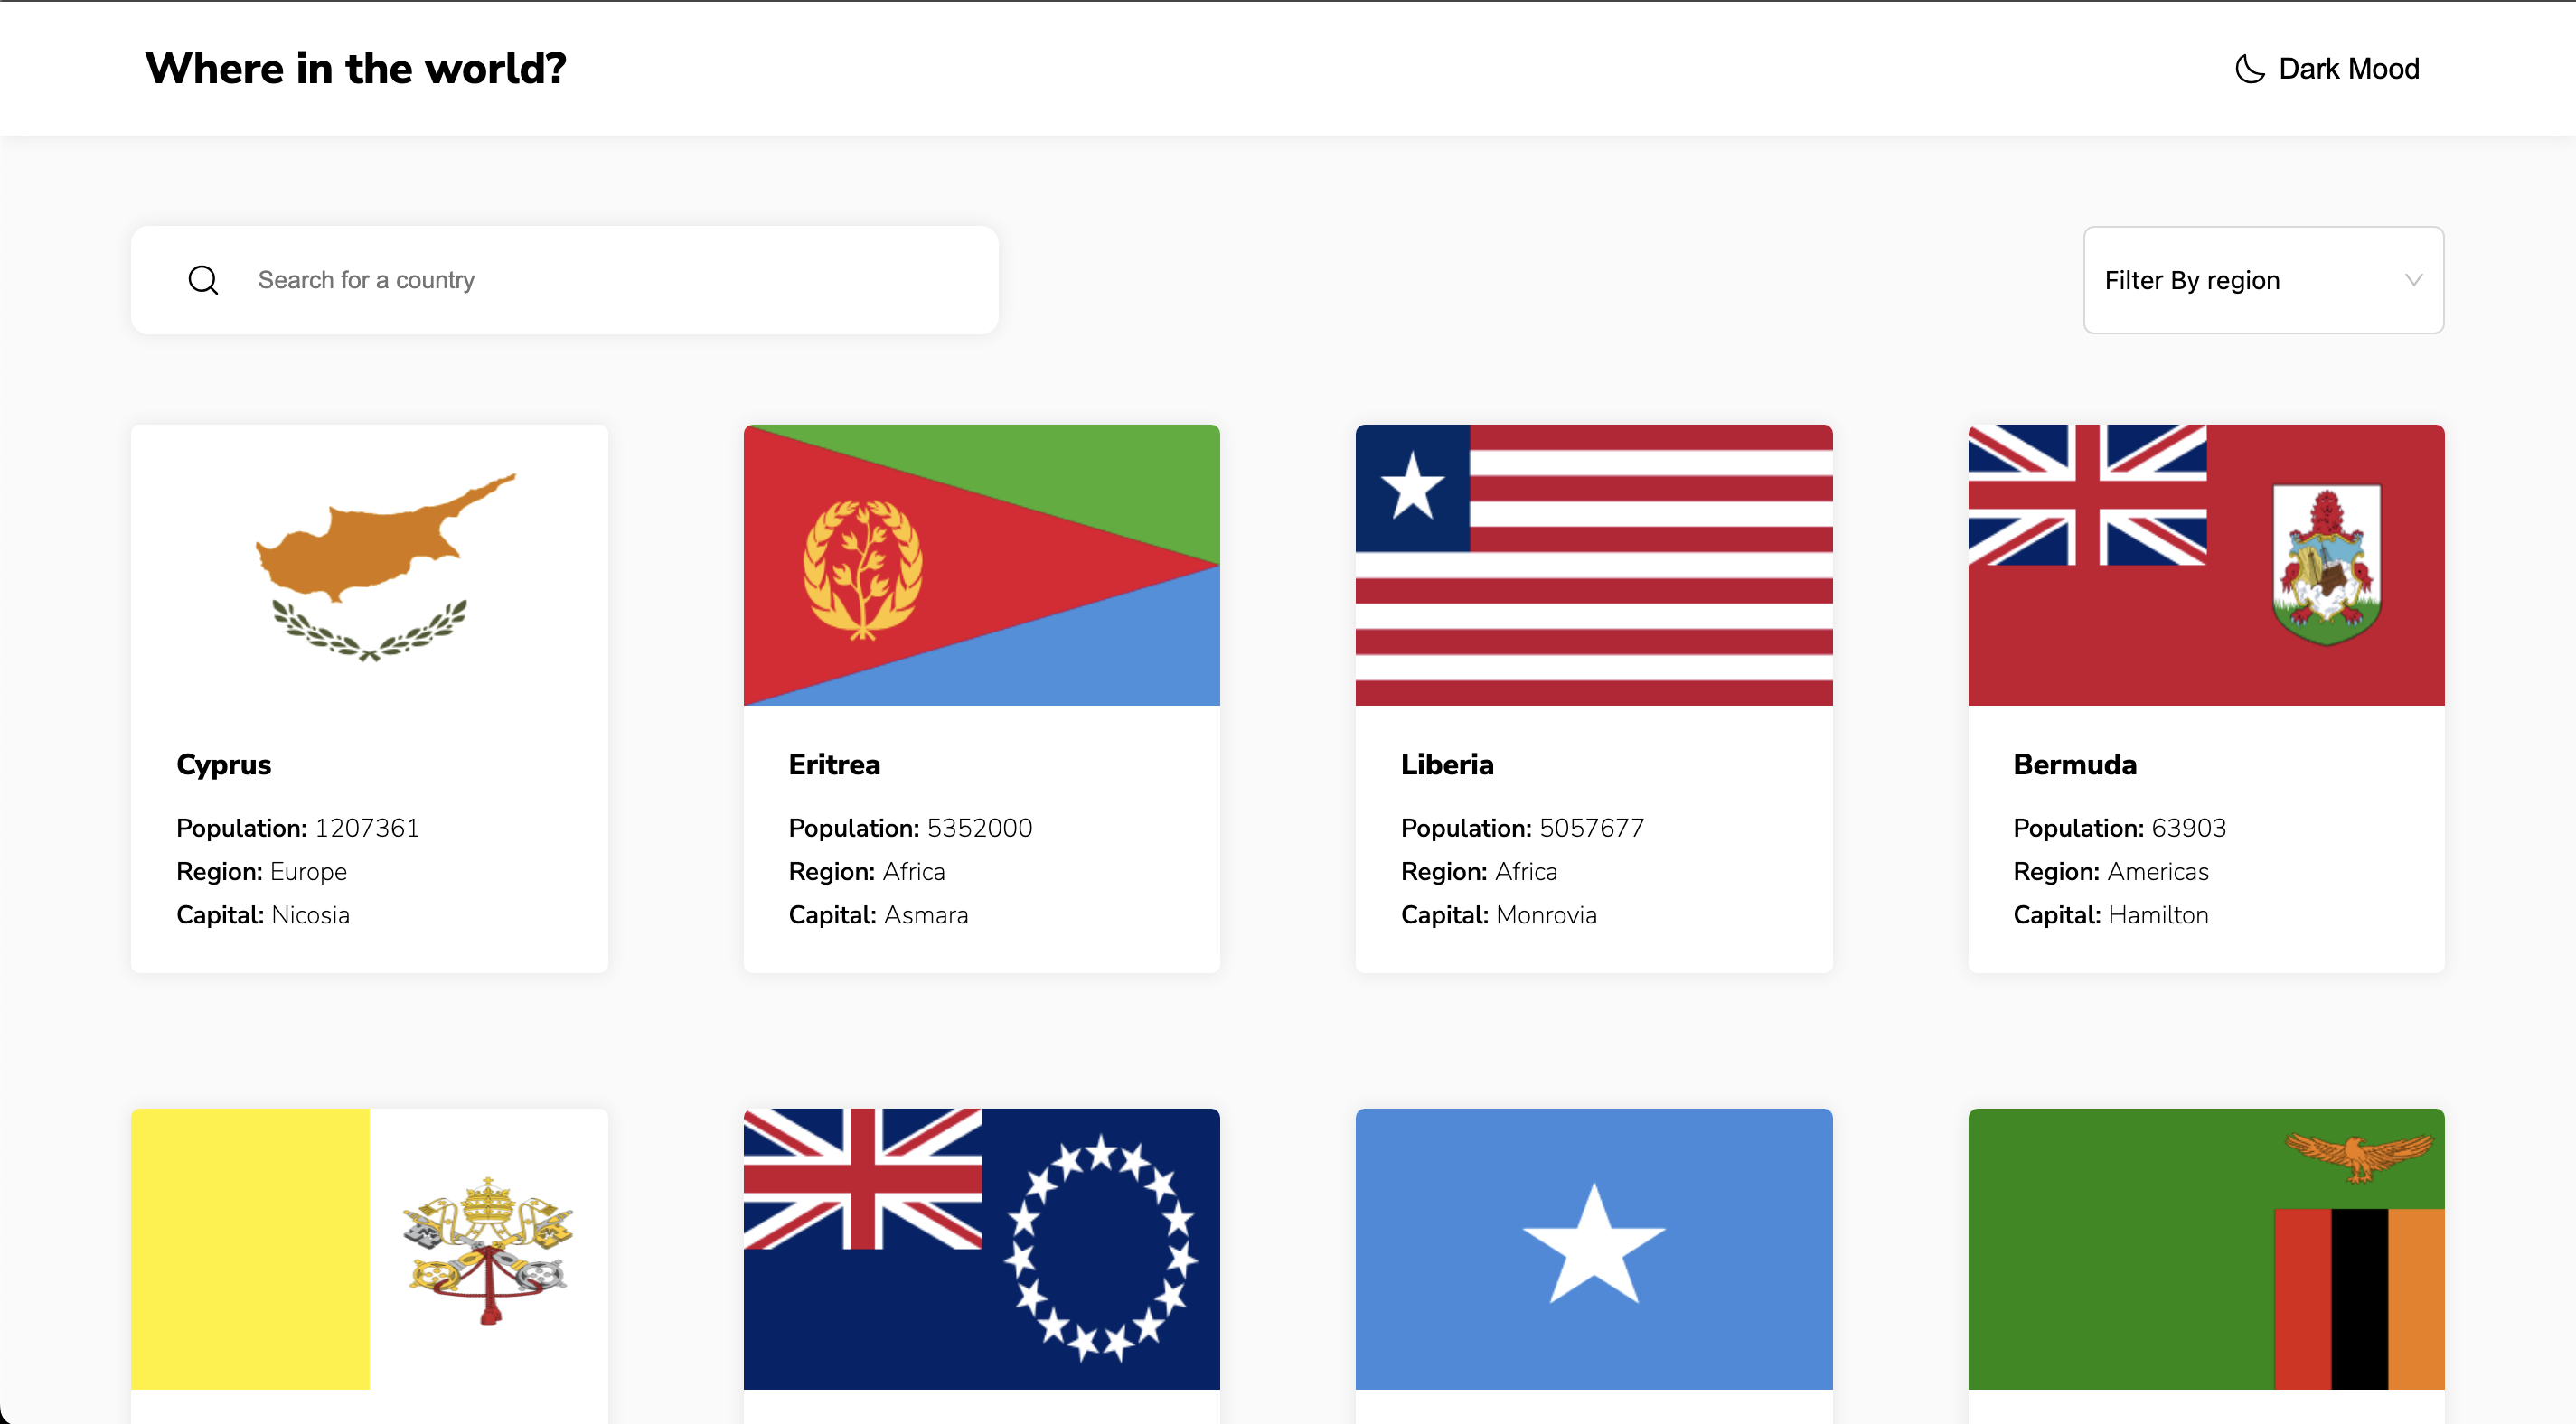 Where in the world?
Dark Mood
Search for a country
Filter By region
Cyprus
Population: 1207361
Region: Europe
Capital: Nicosia
Eritrea
Population: 5352000
Region: Africa
Capital: Asmara
Liberia
Population: 5057677
Region: Africa
Capital: Monrovia
Bermuda
Population: 63903
Region: Americas
Capital: Hamilton